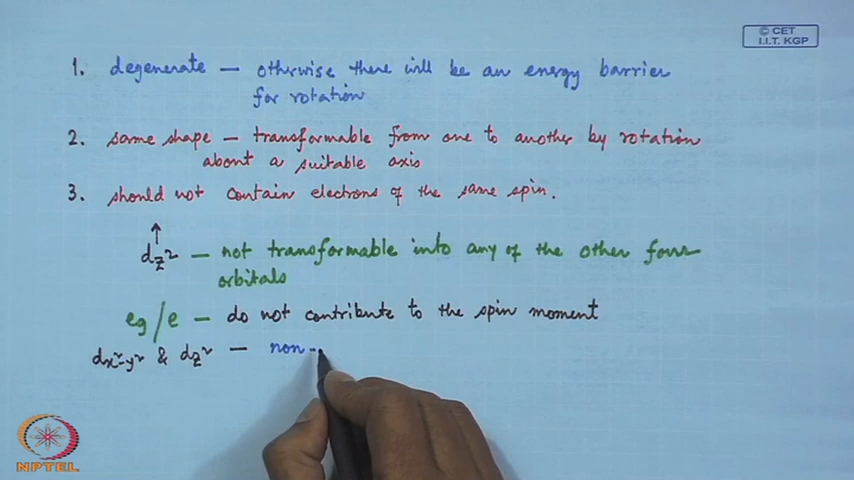 © CET
I.I.T. KGP
1. degenerate — otherwise there will be an energy barrier
for rotation
2. same shape — transformable from one to another by rotation
about a suitable axis
3. should not contain electrons of the same spin.
↑
dz² — not transformable into any of the other four
orbitals
eg/e — do not contribute to the spin moment
dx²-y² & dz² — non-
NPTEL